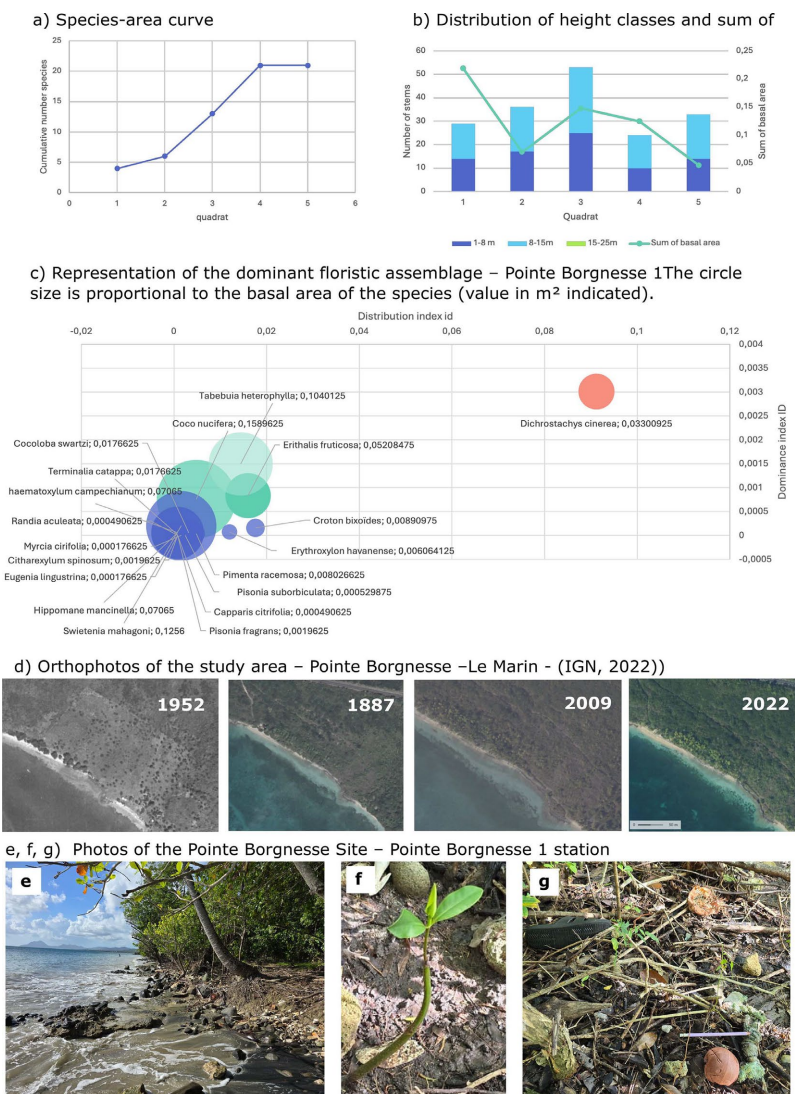 a) Species-area curve
25
20
15
10
5
0
Cumulative number species
0 1 2 3 4 5 6
quadrat
b) Distribution of height classes and sum of
60
50
40
30
20
10
0
Number of stems
0,25
0,2
0,15
0,1
0,05
0
Sum of basal area
1 2 3 4 5
Quadrat
1-8 m 8-15m 15-25m Sum of basal area
c) Representation of the dominant floristic assemblage – Pointe Borgnesse 1The circle
size is proportional to the basal area of the species (value in m² indicated).
Distribution index id
-0,02 0 0,02 0,04 0,06 0,08 0,1 0,12
0,004
0,0035
0,003
0,0025
0,002
0,0015
0,001
0,0005
0
-0,0005
Dominance index ID
Tabebuia heterophylla; 0,1040125
Coco nucifera; 0,1589625
Dichrostachys cinerea; 0,03300925
Cocoloba swartzi; 0,0176625
Erithalis fruticosa; 0,05208475
Terminalia catappa; 0,0176625
haematoxylum campechianum; 0,07065
Randia aculeata; 0,000490625
Croton bixoïdes; 0,00890975
Myrcia cirifolia; 0,000176625
Erythroxylon havanense; 0,006064125
Citharexylum spinosum; 0,0019625
Eugenia lingustrina; 0,000176625
Pimenta racemosa; 0,008026625
Pisonia suborbiculata; 0,000529875
Hippomane mancinella; 0,07065
Capparis citrifolia; 0,000490625
Swietenia mahagoni; 0,1256
Pisonia fragrans; 0,0019625
d) Orthophotos of the study area – Pointe Borgnesse –Le Marin - (IGN, 2022))
1952
1887
2009
2022
e, f, g) Photos of the Pointe Borgnesse Site – Pointe Borgnesse 1 station
e
f
g